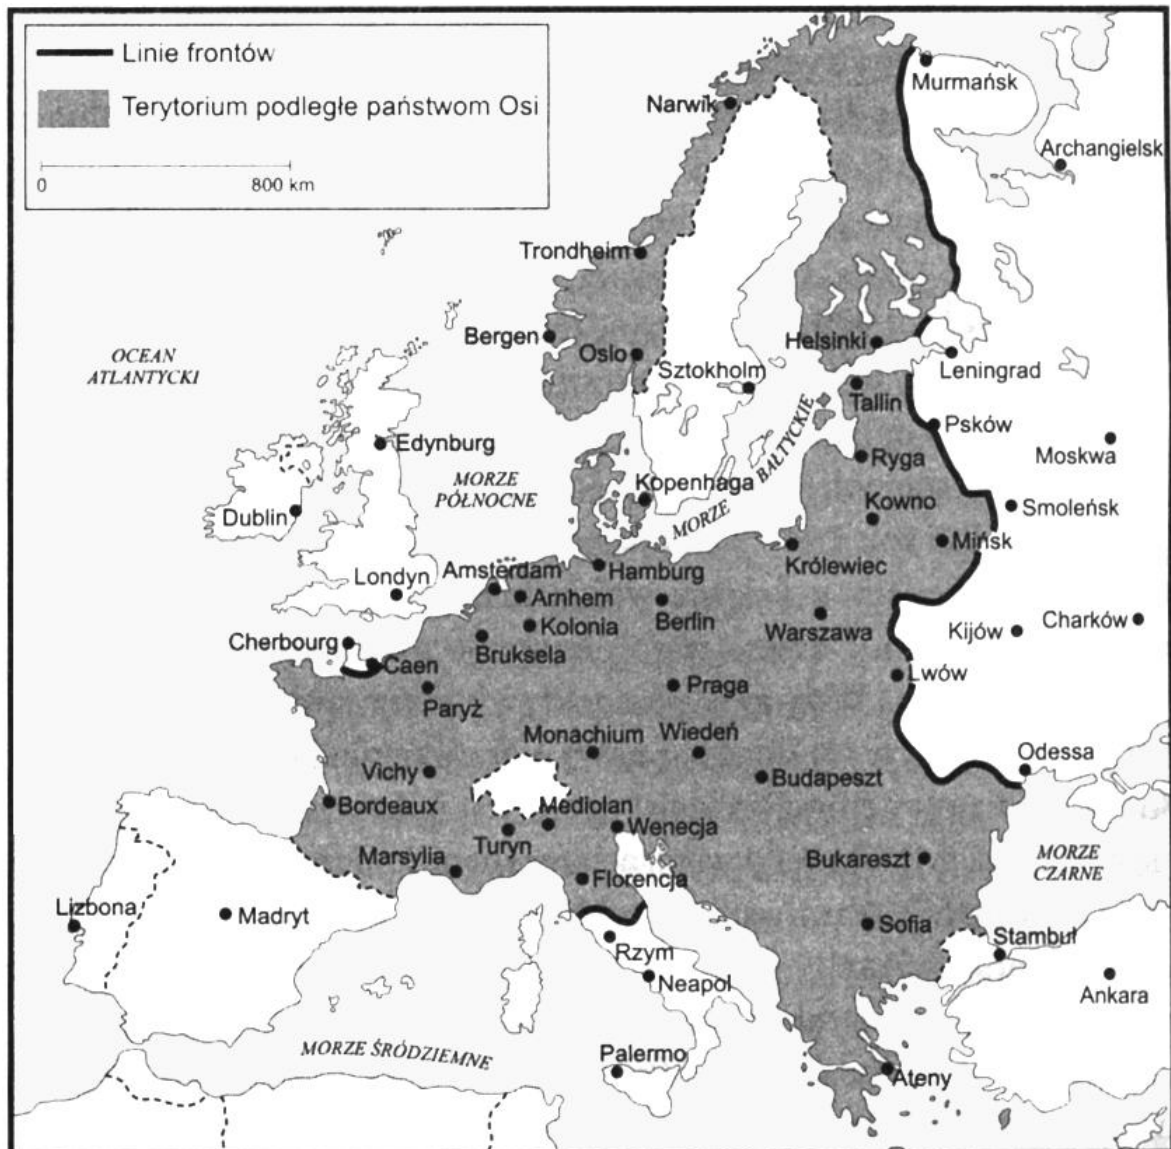 Linie frontów
Terytorium podległe państwom Osi
0 800 km
Murmańsk
Narwik
Archangielsk
Trondheim
Bergen
Oslo
Helsinki
Leningrad
OCEAN
ATLANTYCKI
Sztokholm
Tallin
Psków
Edynburg
MORZE BAŁTYCKIE
Moskwa
Ryga
MORZE
PÓŁNOCNE
Kopenhaga
Kowno
Smoleńsk
Dublin
Mińsk
Królewiec
Londyn
Amsterdam
Hamburg
Arnhem
Berlin
Warszawa
Kijów
Charków
Cherbourg
Kolonia
Bruksela
Caen
Lwów
Praga
Paryż
Monachium
Wiedeń
Odessa
Vichy
Budapeszt
Bordeaux
Mediolan
Wenecja
Turyn
Marsylia
Bukareszt
MORZE
CZARNE
Florencja
Lizbona
Madryt
Sofia
Stambuł
Rzym
Neapol
Ankara
MORZE ŚRÓDZIEMNE
Palermo
Ateny